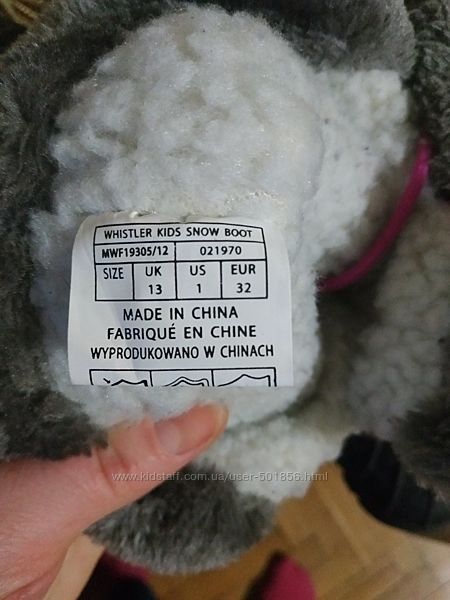 WHISTLER KIDS SNOW BOOT
MWF19305/12 021970
SIZE UK 13 US 1 EUR 32
MADE IN CHINA
FABRIQUÉ EN CHINE
WYPRODUKOWANO W CHINACH
www.kidstaff.com.ua/user-501856.html